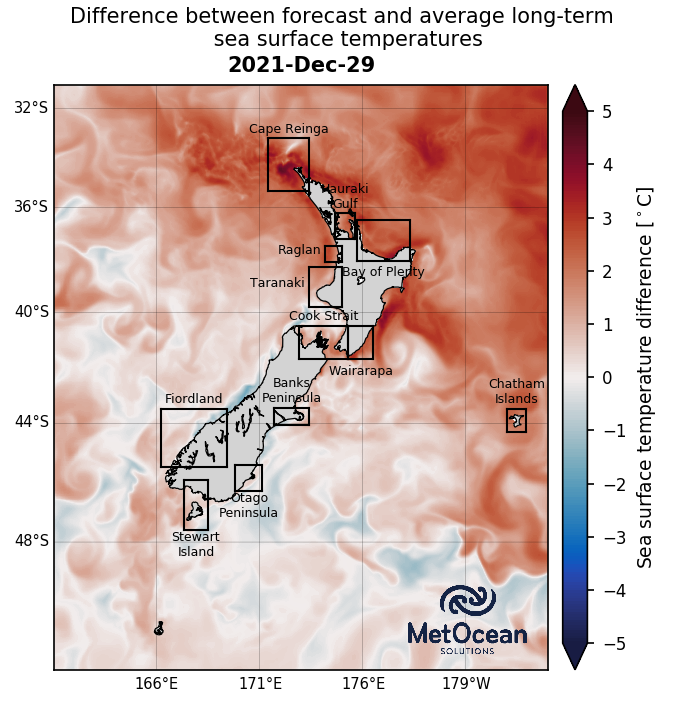 Difference between forecast and average long-term
sea surface temperatures
2021-Dec-29
32°S
36°S
40°S
44°S
48°S
166°E
171°E
176°E
179°W
Cape Reinga
Hauraki
Gulf
Raglan
Bay of Plenty
Taranaki
Cook Strait
Wairarapa
Banks
Peninsula
Fiordland
Chatham
Islands
Otago
Peninsula
Stewart
Island
MetOcean
SOLUTIONS
5
4
3
2
1
0
−1
−2
−3
−4
−5
Sea surface temperature difference [°C]